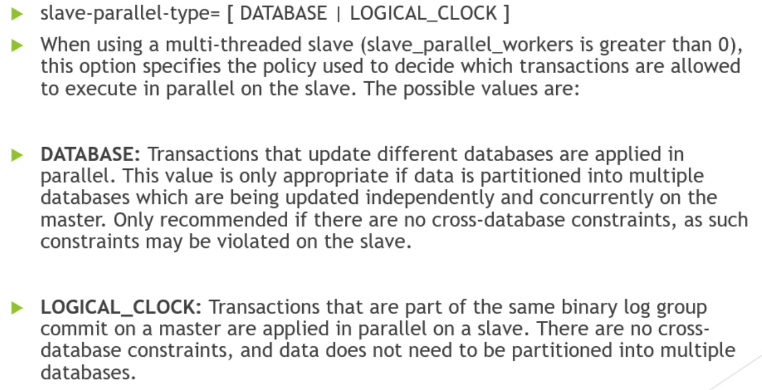 slave-parallel-type= [ DATABASE | LOGICAL_CLOCK ]
When using a multi-threaded slave (slave_parallel_workers is greater than 0),
this option specifies the policy used to decide which transactions are allowed
to execute in parallel on the slave. The possible values are:
DATABASE: Transactions that update different databases are applied in
parallel. This value is only appropriate if data is partitioned into multiple
databases which are being updated independently and concurrently on the
master. Only recommended if there are no cross-database constraints, as such
constraints may be violated on the slave.
LOGICAL_CLOCK: Transactions that are part of the same binary log group
commit on a master are applied in parallel on a slave. There are no cross-
database constraints, and data does not need to be partitioned into multiple
databases.